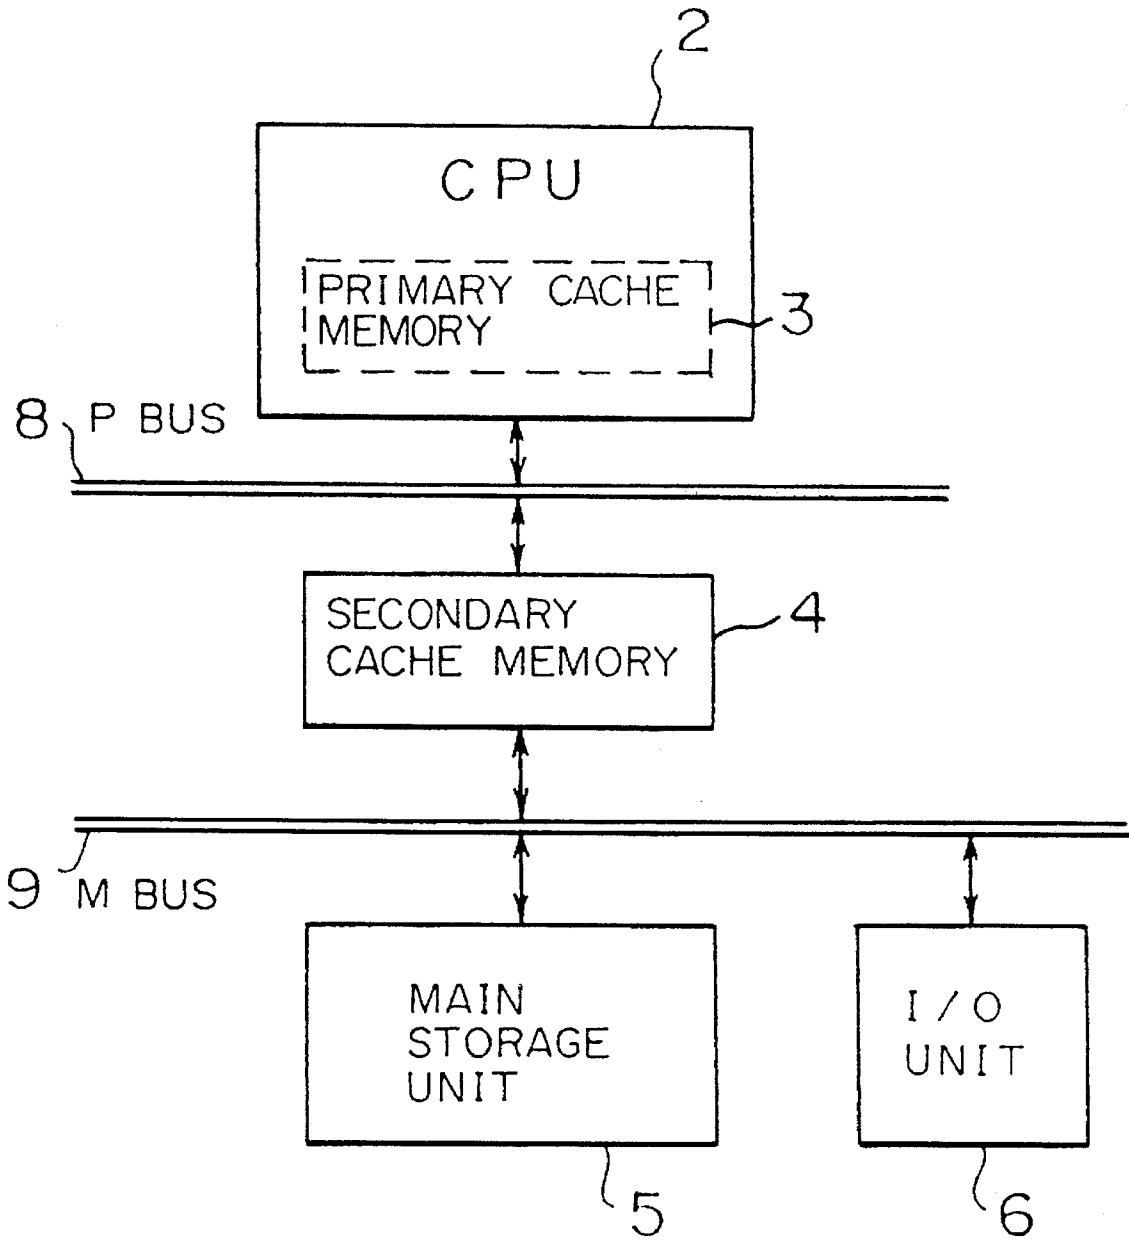 2
CPU
PRIMARY CACHE
MEMORY
3
8 P BUS
SECONDARY
CACHE MEMORY
4
9 M BUS
MAIN
STORAGE
UNIT
I/O
UNIT
5
6